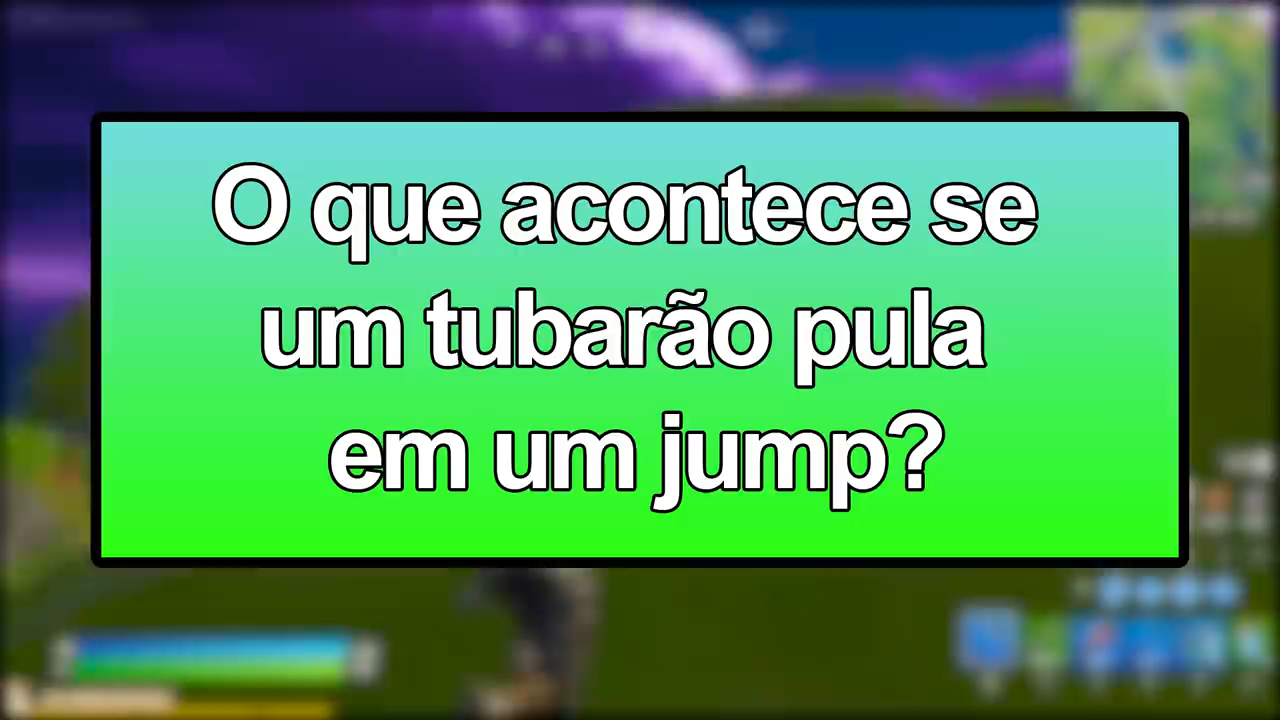 O que acontece se
um tubarão pula
em um jump?